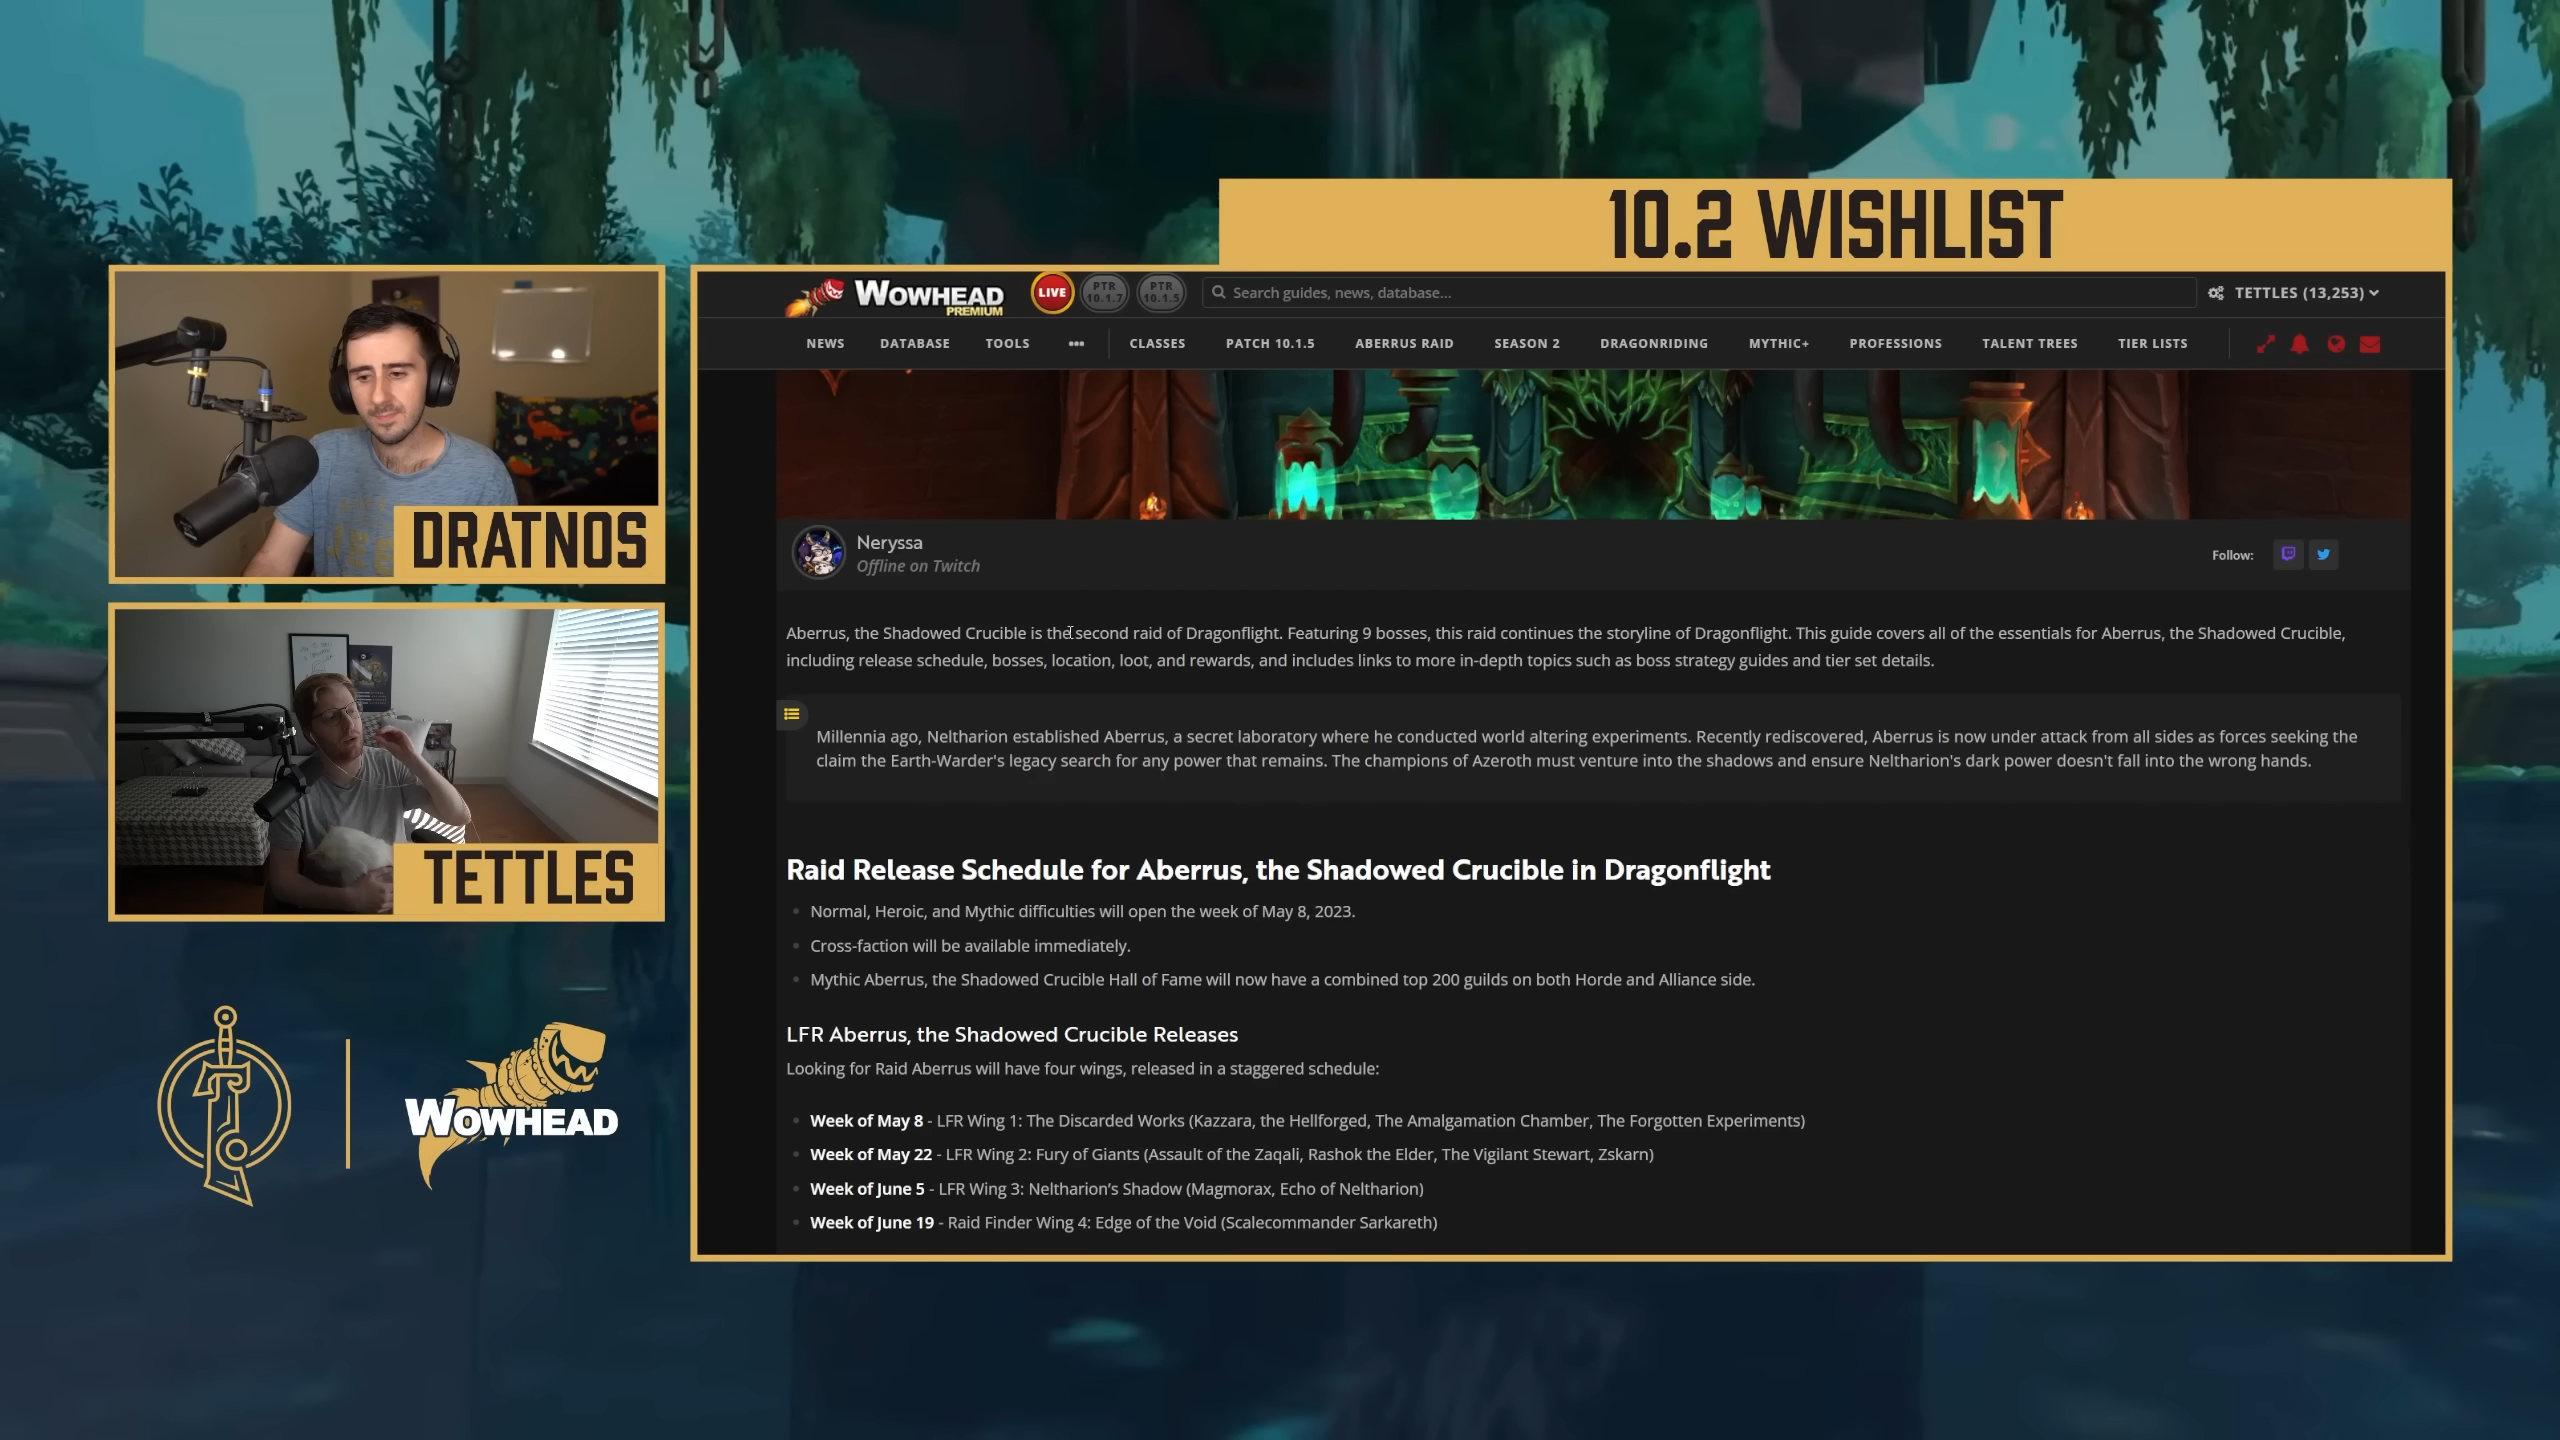 10.2 WISHLIST
WOWHEAD
PREMIUM
LIVE
PTR
10.1.7
PTR
10.1.5
Search guides, news, database...
TETTLES (13,253)
NEWS
DATABASE
TOOLS
CLASSES
PATCH 10.1.5
ABERRUS RAID
SEASON 2
DRAGONRIDING
MYTHIC+
PROFESSIONS
TALENT TREES
TIER LISTS
DRATNOS
TETTLES
WOWHEAD
Neryssa
Offline on Twitch
Follow:
Aberrus, the Shadowed Crucible is the second raid of Dragonflight. Featuring 9 bosses, this raid continues the storyline of Dragonflight. This guide covers all of the essentials for Aberrus, the Shadowed Crucible,
including release schedule, bosses, location, loot, and rewards, and includes links to more in-depth topics such as boss strategy guides and tier set details.
Millennia ago, Neltharion established Aberrus, a secret laboratory where he conducted world altering experiments. Recently rediscovered, Aberrus is now under attack from all sides as forces seeking the
claim the Earth-Warder's legacy search for any power that remains. The champions of Azeroth must venture into the shadows and ensure Neltharion's dark power doesn't fall into the wrong hands.
Raid Release Schedule for Aberrus, the Shadowed Crucible in Dragonflight
Normal, Heroic, and Mythic difficulties will open the week of May 8, 2023.
Cross-faction will be available immediately.
Mythic Aberrus, the Shadowed Crucible Hall of Fame will now have a combined top 200 guilds on both Horde and Alliance side.
LFR Aberrus, the Shadowed Crucible Releases
Looking for Raid Aberrus will have four wings, released in a staggered schedule:
Week of May 8 - LFR Wing 1: The Discarded Works (Kazzara, the Hellforged, The Amalgamation Chamber, The Forgotten Experiments)
Week of May 22 - LFR Wing 2: Fury of Giants (Assault of the Zaqali, Rashok the Elder, The Vigilant Stewart, Zskarn)
Week of June 5 - LFR Wing 3: Neltharion's Shadow (Magmorax, Echo of Neltharion)
Week of June 19 - Raid Finder Wing 4: Edge of the Void (Scalecommander Sarkareth)